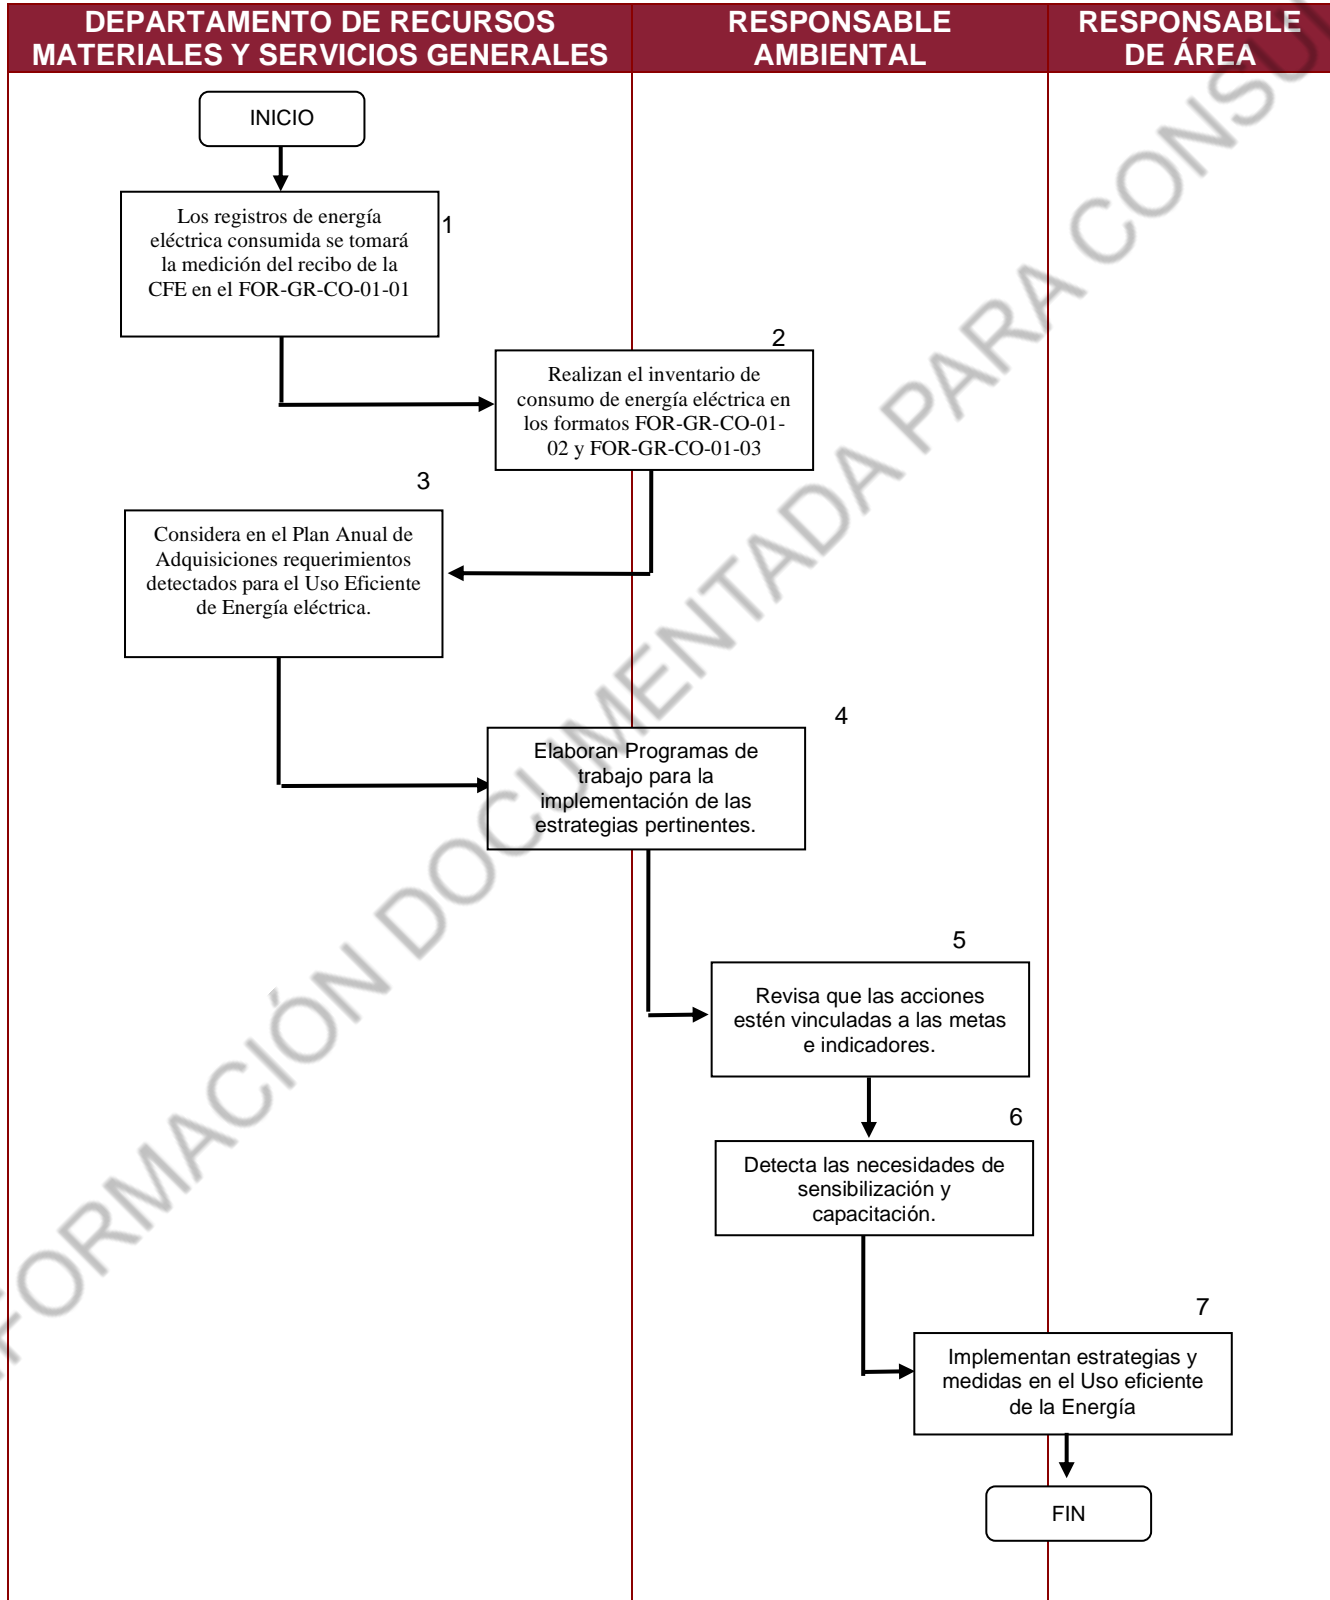 DEPARTAMENTO DE RECURSOS
MATERIALES Y SERVICIOS GENERALES
RESPONSABLE
AMBIENTAL
RESPONSABLE
DE ÁREA
INICIO
1
Los registros de energía
eléctrica consumida se tomará
la medición del recibo de la
CFE en el FOR-GR-CO-01-01
2
Realizan el inventario de
consumo de energía eléctrica en
los formatos FOR-GR-CO-01-
02 y FOR-GR-CO-01-03
3
Considera en el Plan Anual de
Adquisiciones requerimientos
detectados para el Uso Eficiente
de Energía eléctrica.
4
Elaboran Programas de
trabajo para la
implementación de las
estrategias pertinentes.
5
Revisa que las acciones
estén vinculadas a las metas
e indicadores.
6
Detecta las necesidades de
sensibilización y
capacitación.
7
Implementan estrategias y
medidas en el Uso eficiente
de la Energía
FIN
FORMACIÓN DOCUMENTADA PARA CONSU